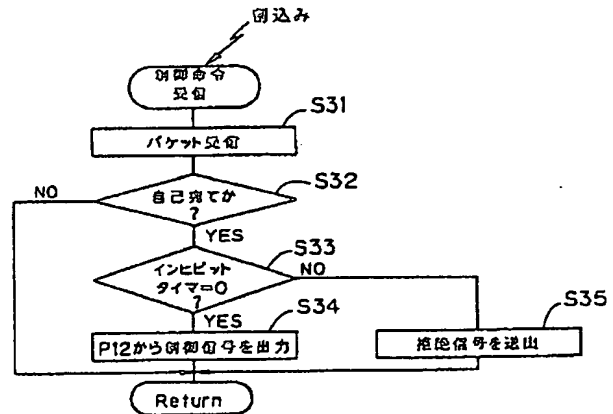 割込み
制御命令
受信
S31
パケット受信
S32
自己宛てか
?
NO
YES
S33
インヒビット
タイマ=0
?
NO
YES
S34
P12から制御信号を出力
S35
拒絶信号を送出
Return